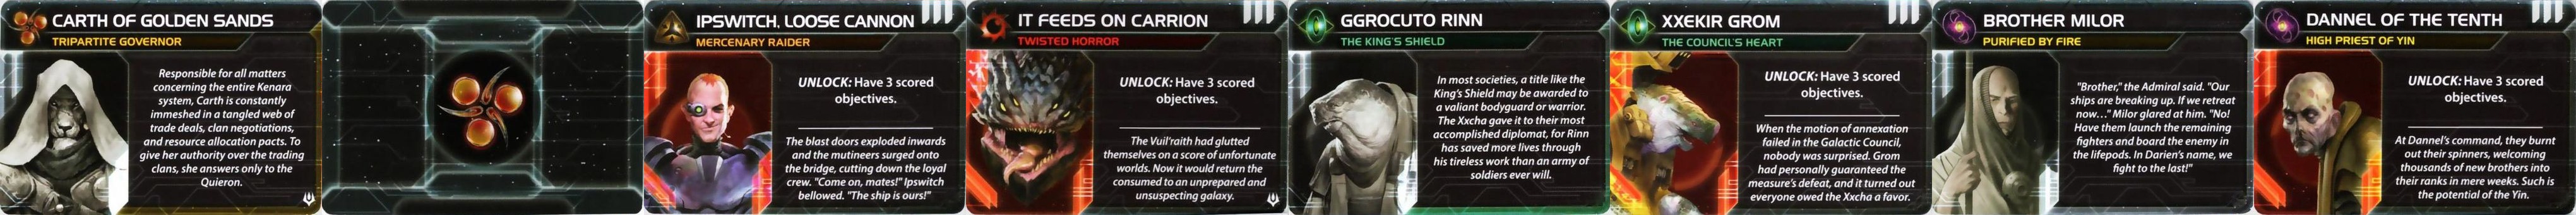 CARTH OF GOLDEN SANDS
TRIPARTITE GOVERNOR
Responsible for all matters
concerning the entire Kenara
system, Carth is constantly
immeshed in a tangled web of
trade deals, clan negotiations,
and resource allocation pacts. To
give her authority over the trading
clans, she answers only to the
Quieron.
IPSWITCH, LOOSE CANNON
MERCENARY RAIDER
UNLOCK: Have 3 scored
objectives.
The blast doors exploded inwards
and the mutineers surged onto
the bridge, cutting down the loyal
crew. "Come on, mates!" Ipswitch
bellowed. "The ship is ours!"
IT FEEDS ON CARRION
TWISTED HORROR
UNLOCK: Have 3 scored
objectives.
The Vuil'raith had glutted
themselves on a score of unfortunate
worlds. Now it would return the
consumed to an unprepared and
unsuspecting galaxy.
GGROCUTO RINN
THE KING'S SHIELD
In most societies, a title like the
King's Shield may be awarded to
a valiant bodyguard or warrior.
The Xxcha gave it to their most
accomplished diplomat, for Rinn
has saved more lives through
his tireless work than an army of
soldiers ever will.
XXEKIR GROM
THE COUNCIL'S HEART
UNLOCK: Have 3 scored
objectives.
When the motion of annexation
failed in the Galactic Council,
nobody was surprised. Grom
had personally guaranteed the
measure's defeat, and it turned out
everyone owed the Xxcha a favor.
BROTHER MILOR
PURIFIED BY FIRE
"Brother," the Admiral said. "Our
ships are breaking up. If we retreat
now…" Milor glared at him. "No!
Have them launch the remaining
fighters and board the enemy in
the lifepods. In Darien's name, we
fight to the last!"
DANNEL OF THE TENTH
HIGH PRIEST OF YIN
UNLOCK: Have 3 scored
objectives.
At Dannel's command, they burnt
out their spinners, welcoming
thousands of new brothers into
their ranks in mere weeks. Such is
the potential of the Yin.